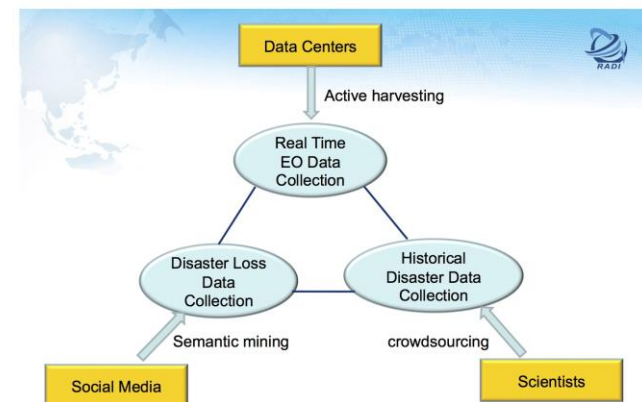 Data Centers
RADI
Active harvesting
Real Time
EO Data
Collection
Disaster Loss
Data
Collection
Historical
Disaster Data
Collection
Semantic mining
crowdsourcing
Social Media
Scientists